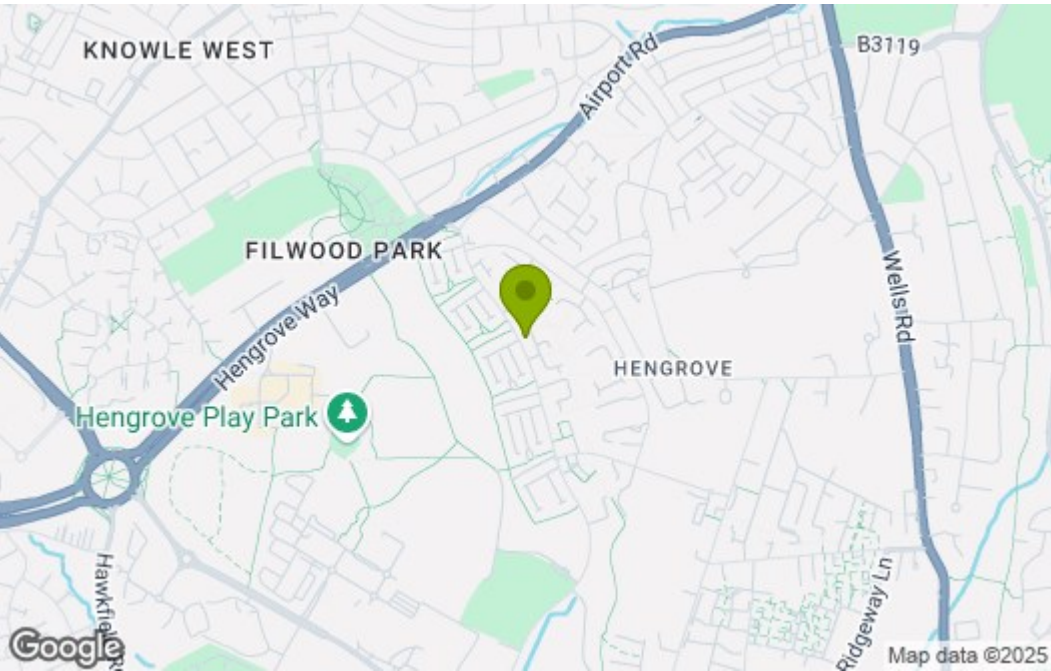 KNOWLE WEST
Airport Rd
B3119
FILWOOD PARK
Wells Rd
Hengrove Way
HENGROVE
Hengrove Play Park
Ridgeway Ln
Google
Map data ©2025